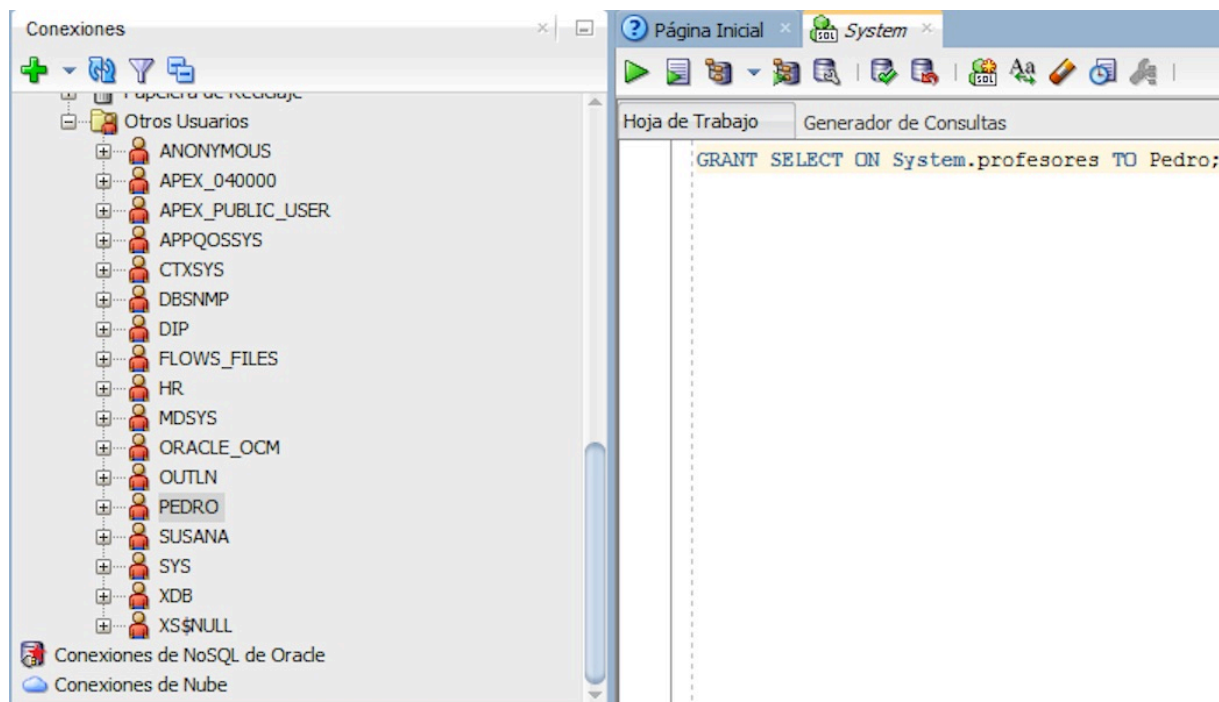 Conexiones
Otros Usuarios
ANONYMOUS
APEX_040000
APEX_PUBLIC_USER
APPQOSSYS
CTXSYS
DBSNMP
DIP
FLOWS_FILES
HR
MDSYS
ORACLE_OCM
OUTLN
PEDRO
SUSANA
SYS
XDB
XS$NULL
Conexiones de NoSQL de Oracle
Conexiones de Nube
Página Inicial
System
Hoja de Trabajo
Generador de Consultas
GRANT SELECT ON System.profesores TO Pedro;